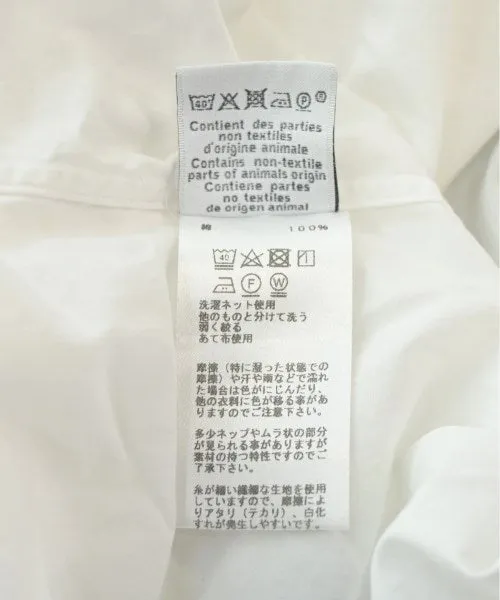 40°
P
®
Contient des parties
non textiles
d'origine animale
Contains non-textile
parts of animals origin
Contiene partes
no textiles
de origen animal
綿 100%
40
F W
洗濯ネット使用
他のものと分けて洗う
弱く絞る
あて布使用
摩擦（特に湿った状態での
摩擦）や汗や雨などで濡れ
た場合は色がにじんだり、
他の衣料に色が移る事があ
りますのでご注意下さい。
多少ネップやムラ状の部分
が見られる事がありますが
素材の持つ特性ですのでご
了承下さい。
糸が細い繊細な生地を使用
していますので、摩擦によ
りアタリ（テカリ）、白化
すれが発生しやすいです。